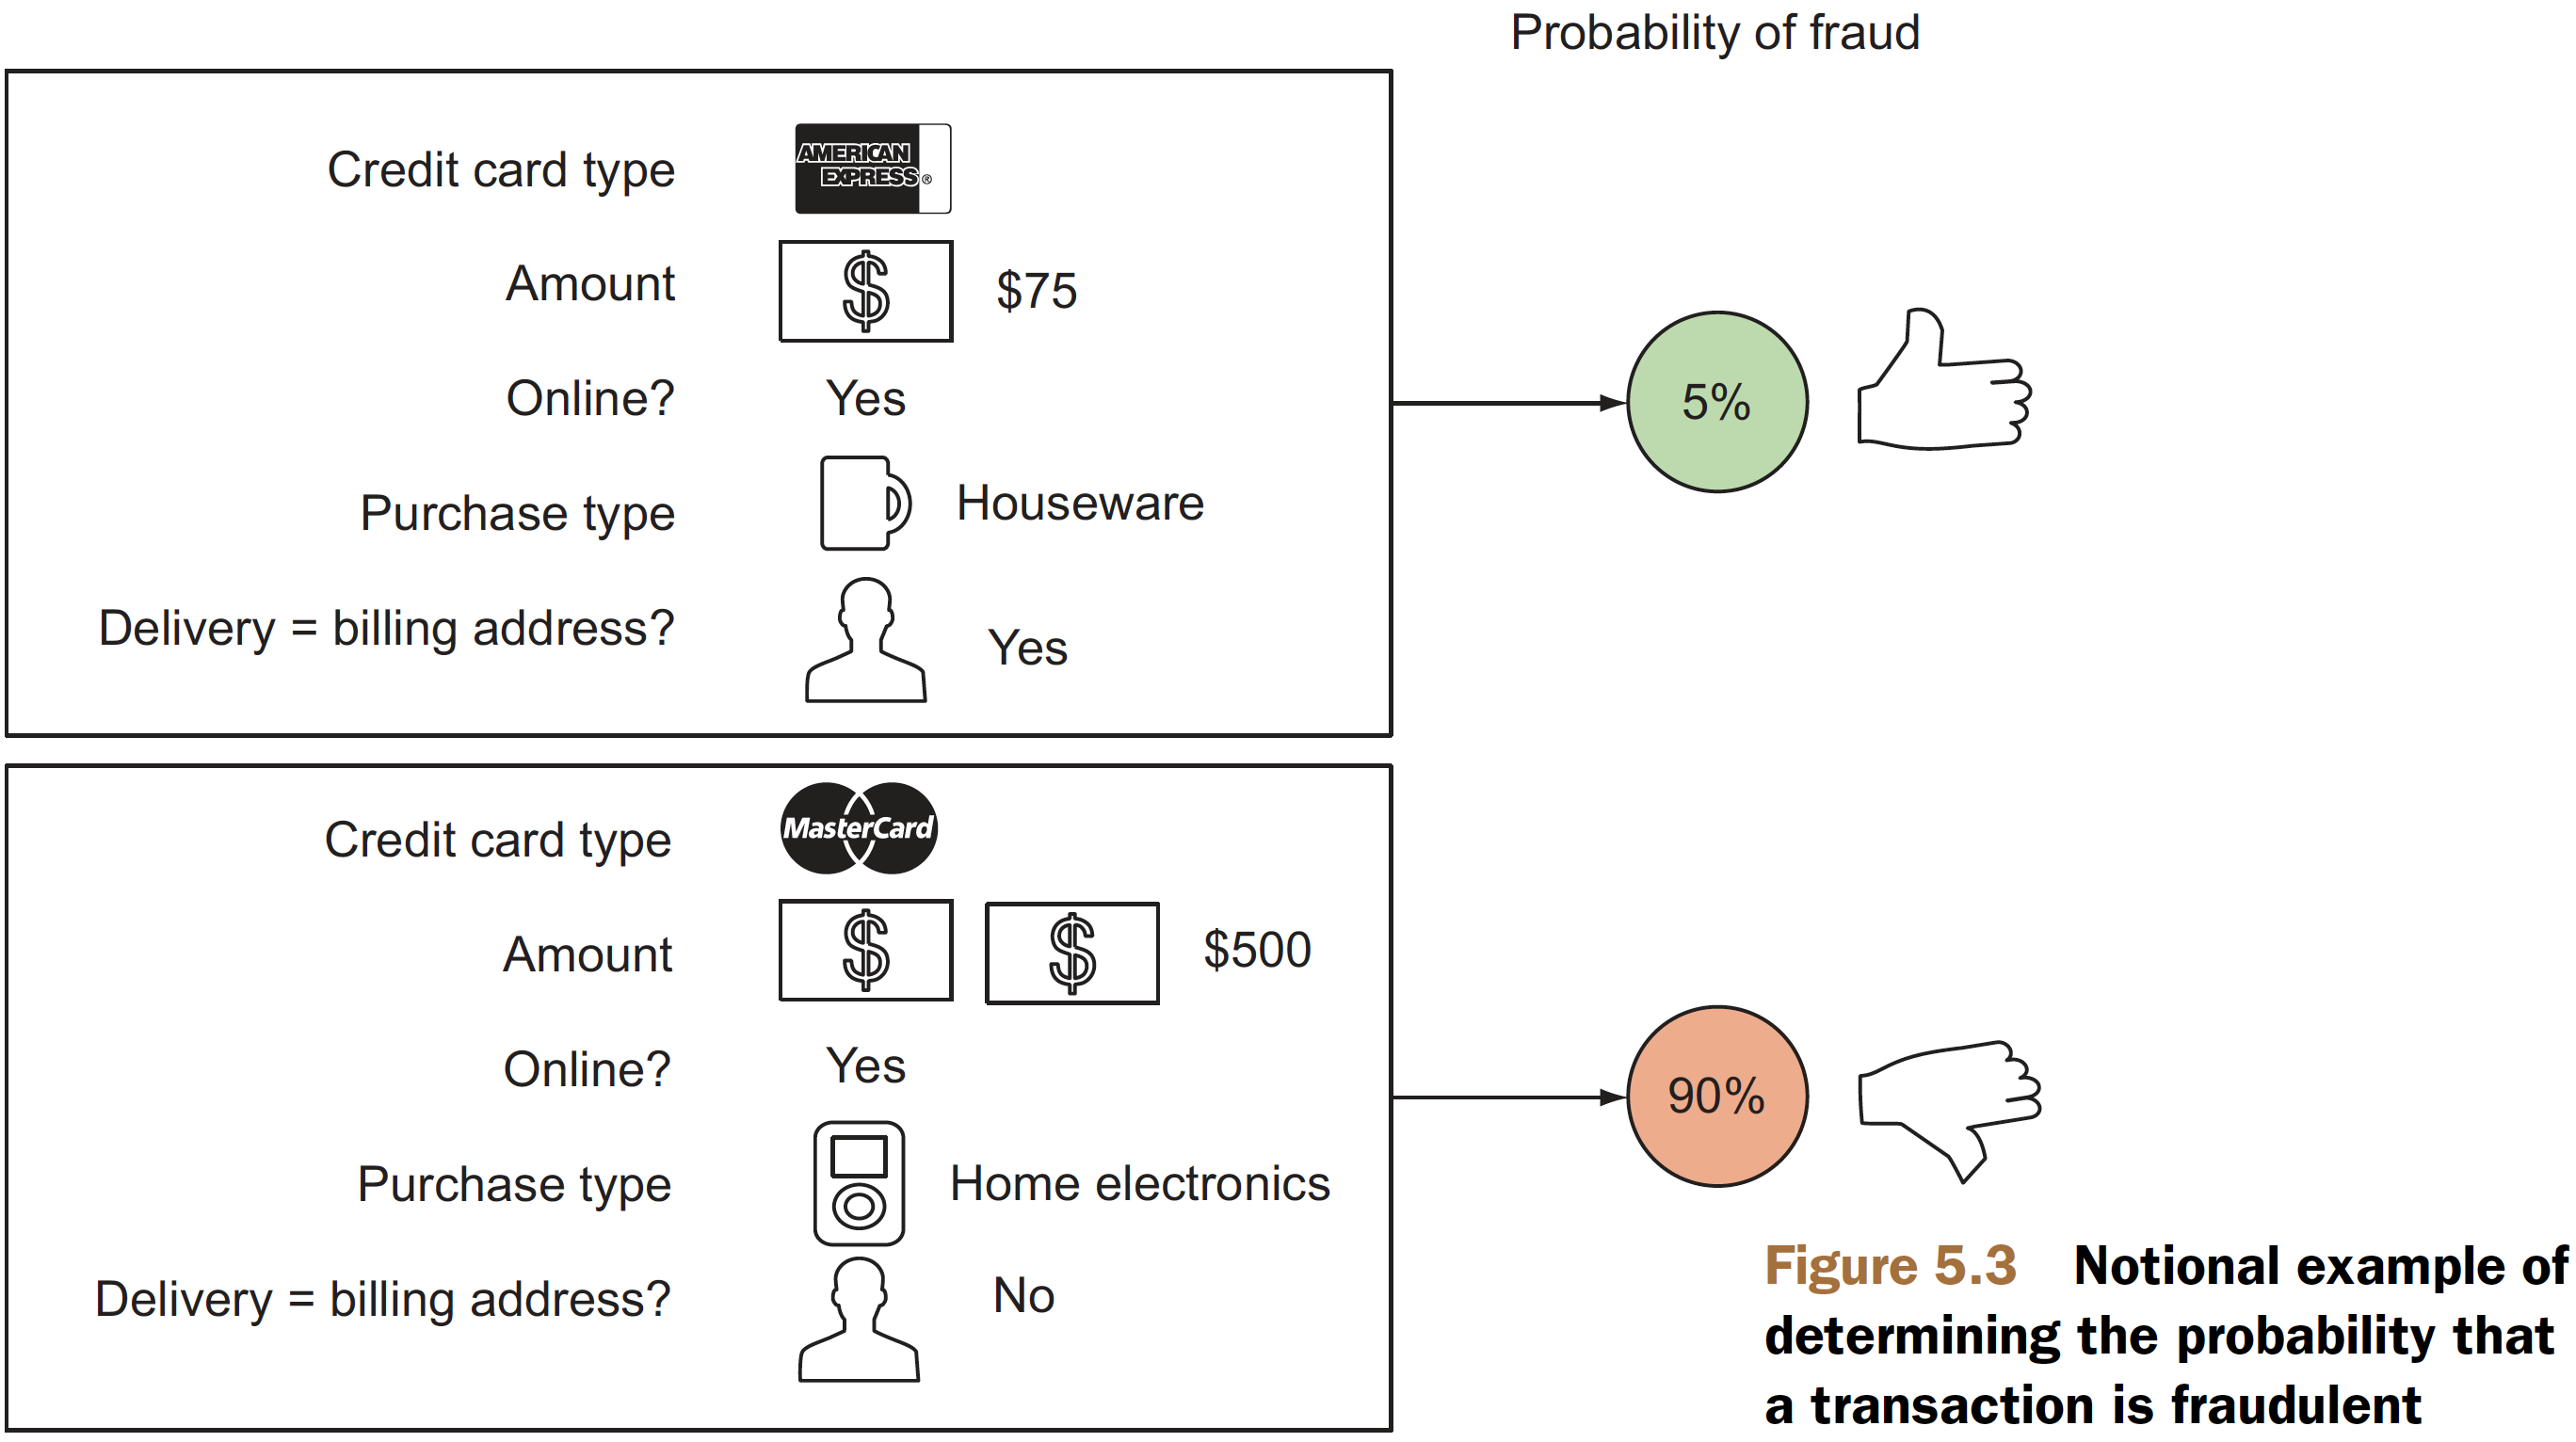 Probability of fraud
Credit card type AMERICAN EXPRESS®
Amount $ $75
Online? Yes
Purchase type Houseware
Delivery = billing address? Yes
5%
Credit card type MasterCard
Amount $ $ $500
Online? Yes
Purchase type Home electronics
Delivery = billing address? No
90%
Figure 5.3 Notional example of
determining the probability that
a transaction is fraudulent